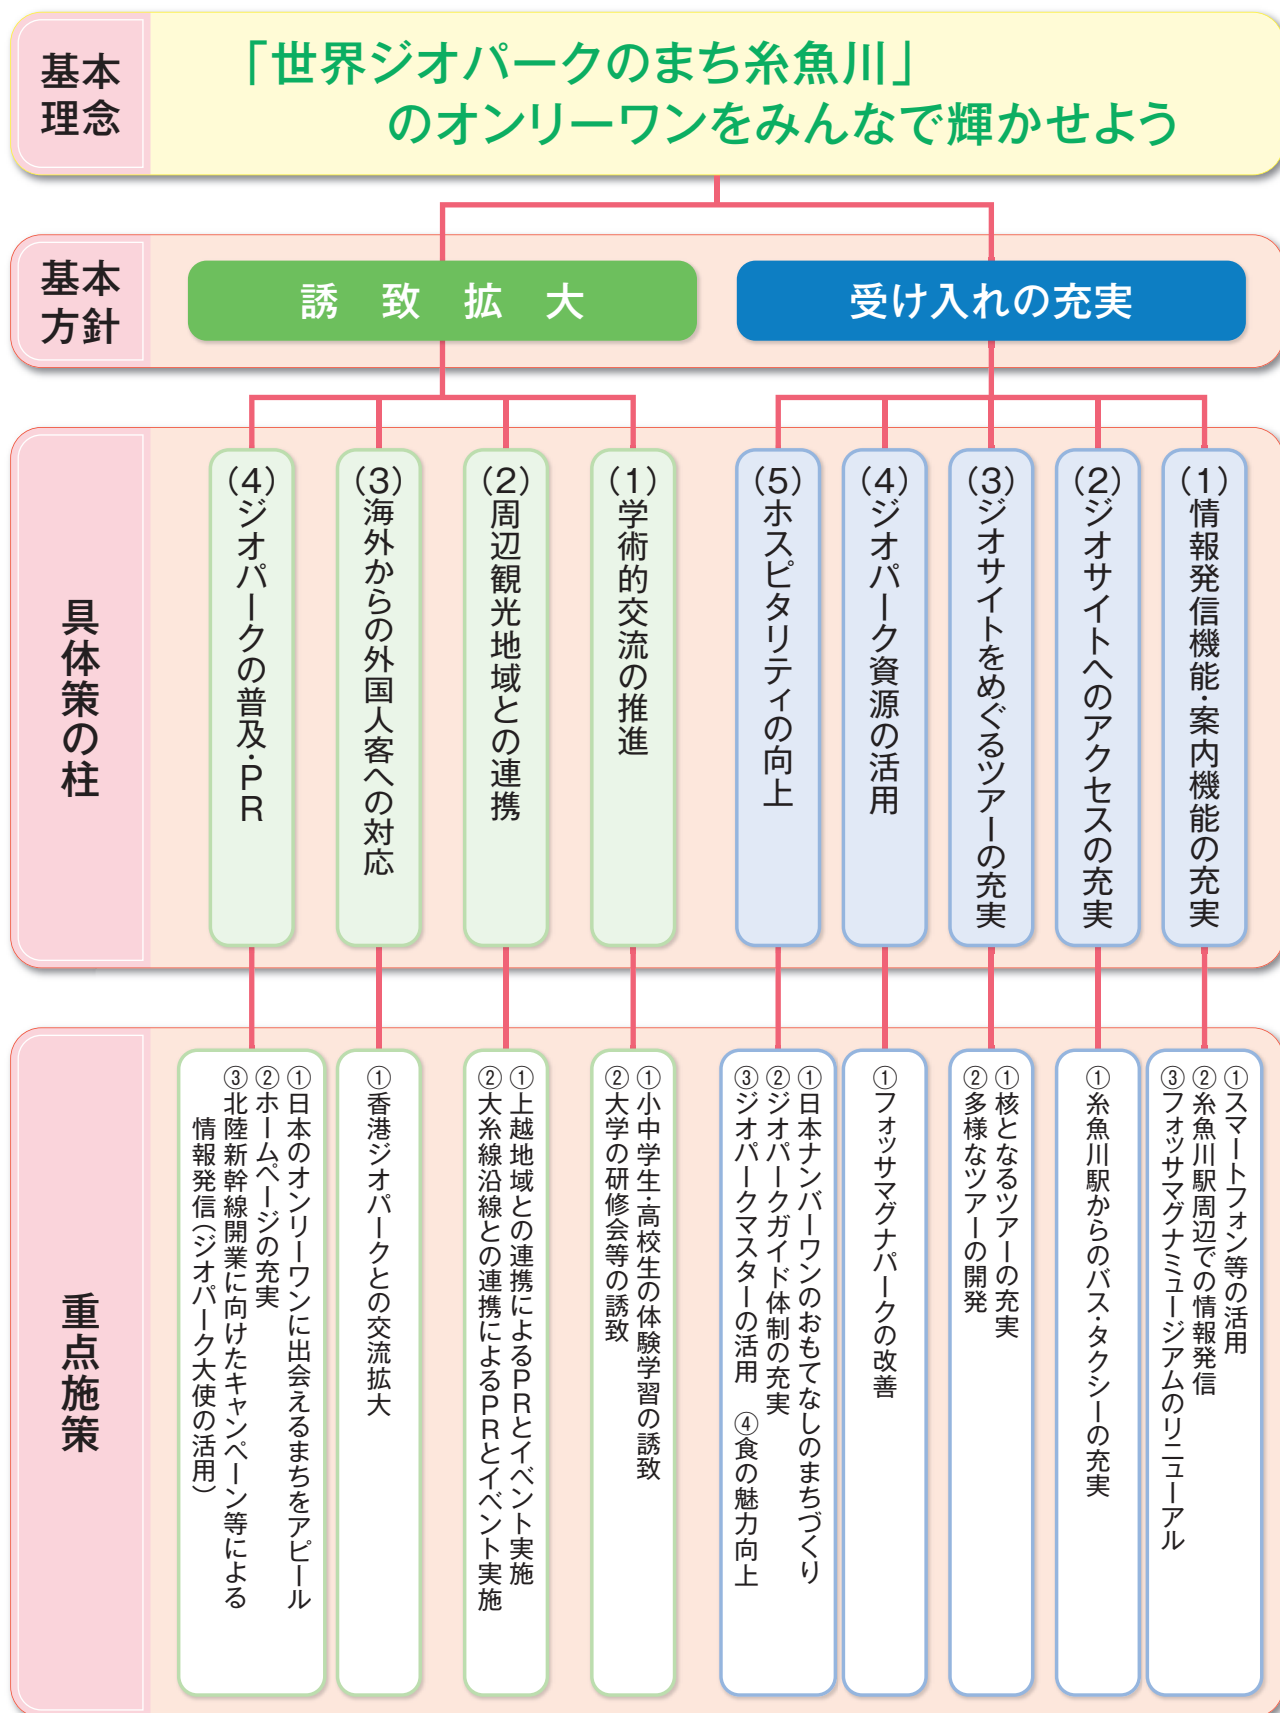 基本
理念
「世界ジオパークのまち糸魚川」
のオンリーワンをみんなで輝かせよう
基本
方針
受け入れの充実
誘致拡大
具体策の柱
(1)情報発信機能・案内機能の充実
(2)ジオサイトへのアクセスの充実
(3)ジオサイトをめぐるツアーの充実
(4)ジオパーク資源の活用
(5)ホスピタリティの向上
(1)学術的交流の推進
(2)周辺観光地域との連携
(3)海外からの外国人客への対応
(4)ジオパークの普及・PR
重点施策
①スマートフォン等の活用
②糸魚川駅周辺での情報発信
③フォッサマグナミュージアムのリニューアル
①糸魚川駅からのバス・タクシーの充実
①核となるツアーの充実
②多様なツアーの開発
①フォッサマグナパークの改善
①日本ナンバーワンのおもてなしのまちづくり
②ジオパークガイド体制の充実
③ジオパークマスターの活用　④食の魅力向上
①小中学生・高校生の体験学習の誘致
②大学の研修会等の誘致
①上越地域との連携によるPRとイベント実施
②大糸線沿線との連携によるPRとイベント実施
①香港ジオパークとの交流拡大
①日本のオンリーワンに出会えるまちをアピール
②ホームページの充実
③北陸新幹線開業に向けたキャンペーン等による
情報発信（ジオパーク大使の活用）